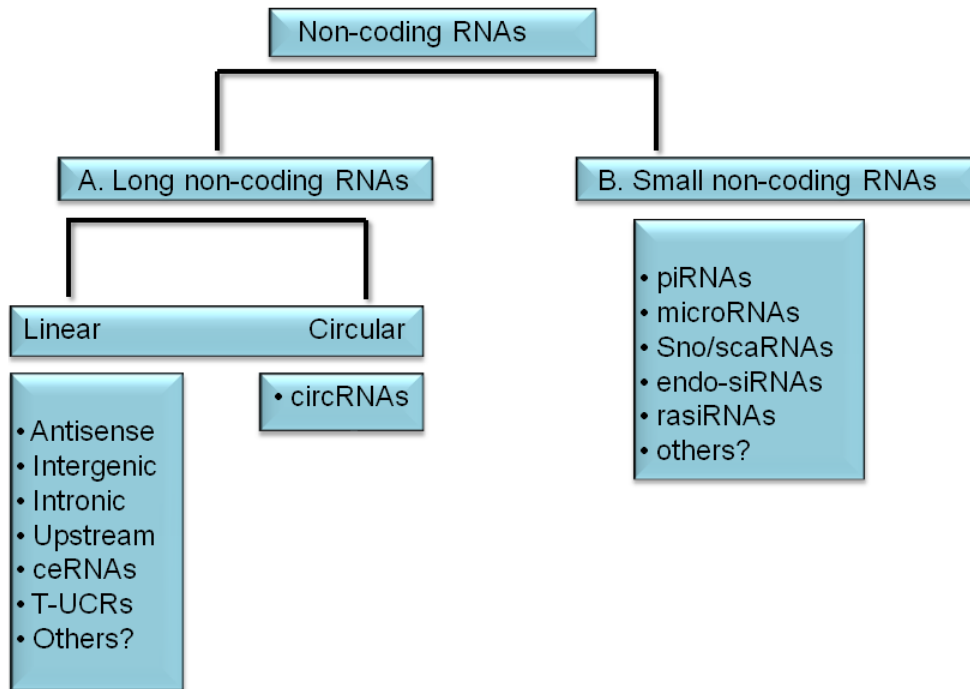 Non-coding RNAs
A. Long non-coding RNAs
B. Small non-coding RNAs
Linear
Circular
• Antisense
• Intergenic
• Intronic
• Upstream
• ceRNAs
• T-UCRs
• Others?
• circRNAs
• piRNAs
• microRNAs
• Sno/scaRNAs
• endo-siRNAs
• rasiRNAs
• others?